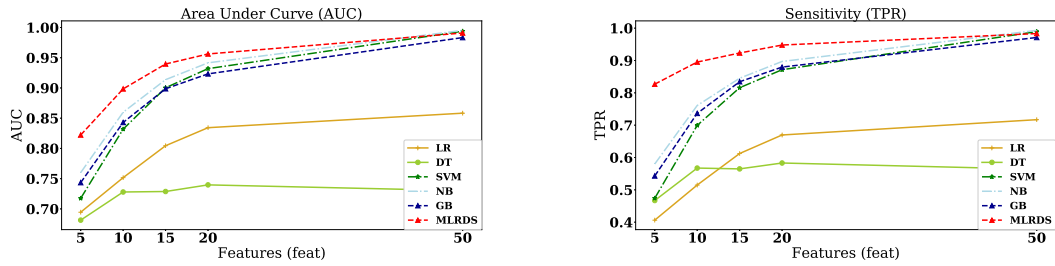 Area Under Curve (AUC)
1.00
0.95
0.90
0.85
0.80
0.75
0.70
AUC
5 10 15 20 50
Features (feat)
LR
DT
SVM
NB
GB
MLRDS
Sensitivity (TPR)
1.0
0.9
0.8
0.7
0.6
0.5
0.4
TPR
5 10 15 20 50
Features (feat)
LR
DT
SVM
NB
GB
MLRDS